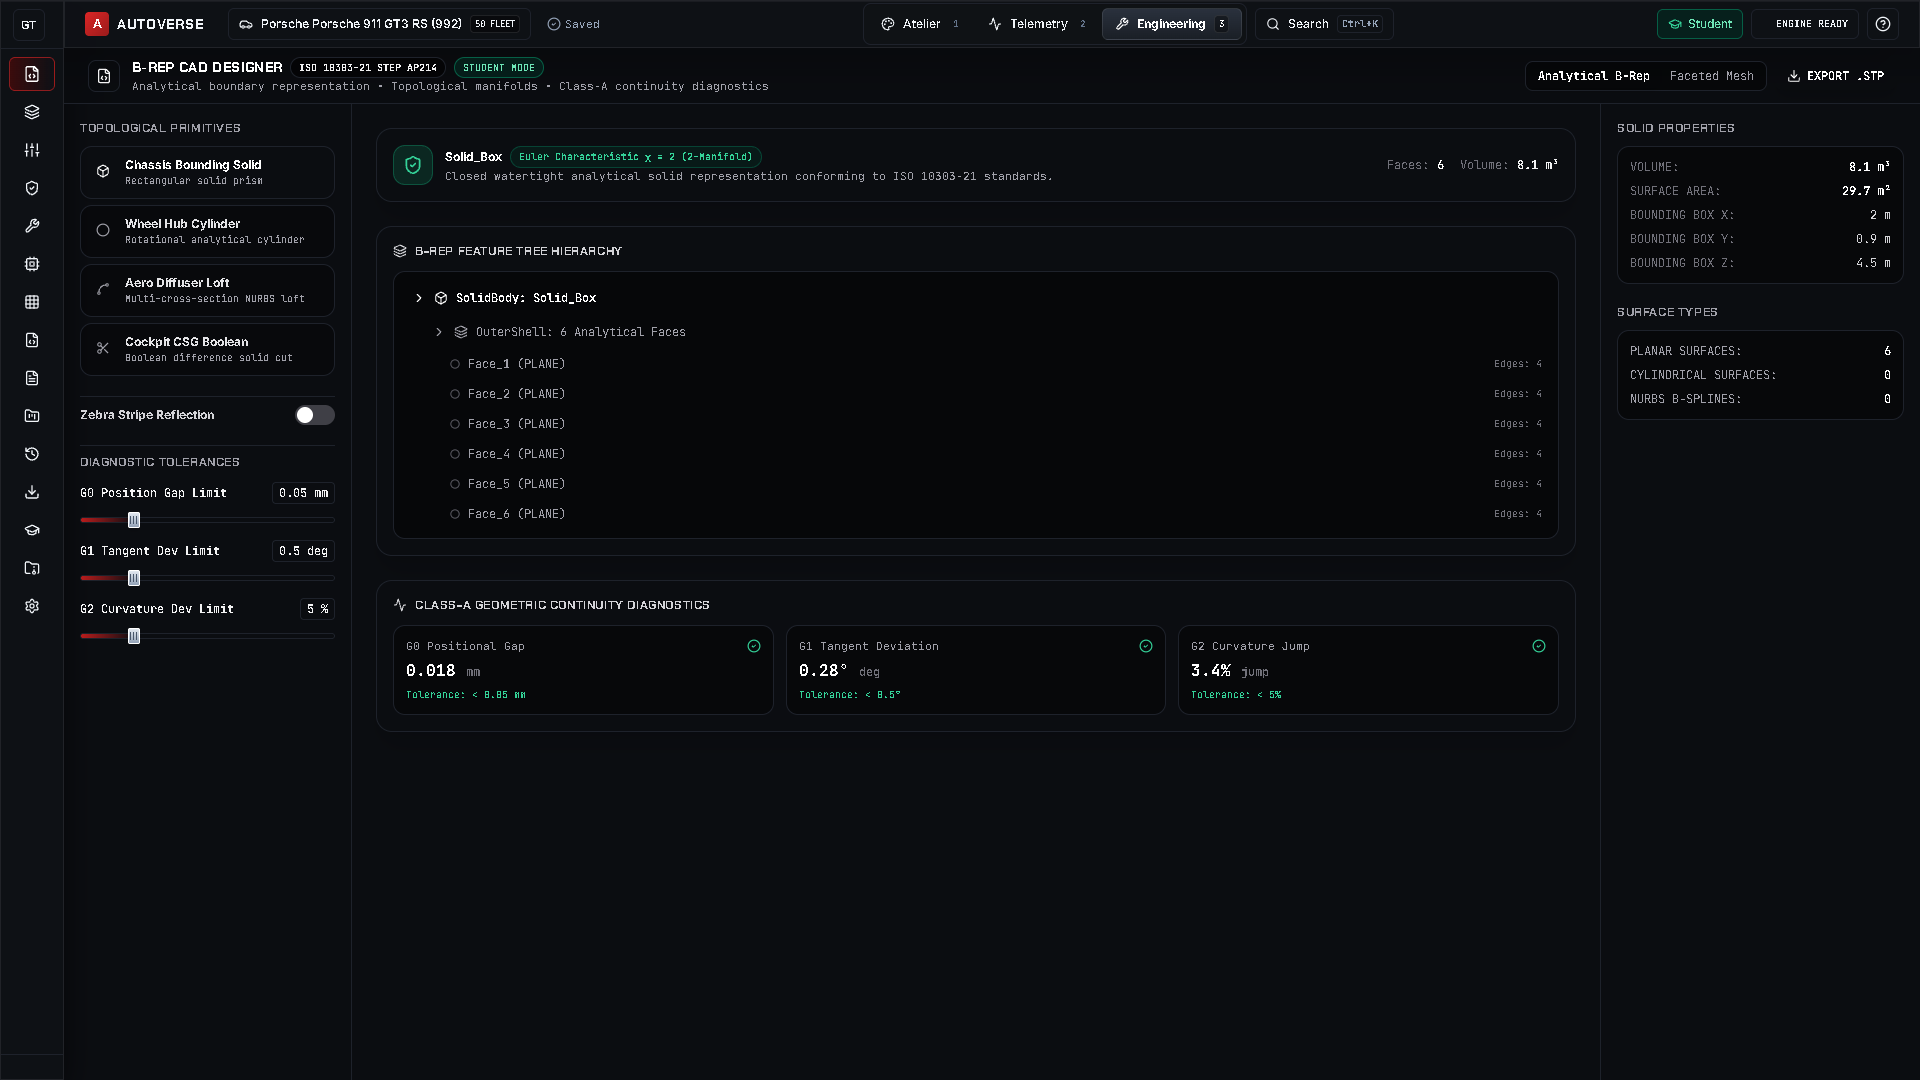 GT
A AUTOVERSE
Porsche Porsche 911 GT3 RS (992) 50 FLEET
Saved
Atelier 1
Telemetry 2
Engineering 3
Search Ctrl+K
Student
ENGINE READY
B-REP CAD DESIGNER
ISO 10303-21 STEP AP214
STUDENT MODE
Analytical boundary representation • Topological manifolds • Class-A continuity diagnostics
Analytical B-Rep
Faceted Mesh
EXPORT .STP
TOPOLOGICAL PRIMITIVES
Chassis Bounding Solid
Rectangular solid prism
Wheel Hub Cylinder
Rotational analytical cylinder
Aero Diffuser Loft
Multi-cross-section NURBS loft
Cockpit CSG Boolean
Boolean difference solid cut
Zebra Stripe Reflection
DIAGNOSTIC TOLERANCES
G0 Position Gap Limit 0.05 mm
G1 Tangent Dev Limit 0.5 deg
G2 Curvature Dev Limit 5 %
Solid_Box
Euler Characteristic χ = 2 (2-Manifold)
Closed watertight analytical solid representation conforming to ISO 10303-21 standards.
Faces: 6
Volume: 8.1 m³
B-REP FEATURE TREE HIERARCHY
SolidBody: Solid_Box
OuterShell: 6 Analytical Faces
Face_1 (PLANE) Edges: 4
Face_2 (PLANE) Edges: 4
Face_3 (PLANE) Edges: 4
Face_4 (PLANE) Edges: 4
Face_5 (PLANE) Edges: 4
Face_6 (PLANE) Edges: 4
CLASS-A GEOMETRIC CONTINUITY DIAGNOSTICS
G0 Positional Gap
0.018 mm
Tolerance: < 0.05 mm
G1 Tangent Deviation
0.28° deg
Tolerance: < 0.5°
G2 Curvature Jump
3.4% jump
Tolerance: < 5%
SOLID PROPERTIES
VOLUME: 8.1 m³
SURFACE AREA: 29.7 m²
BOUNDING BOX X: 2 m
BOUNDING BOX Y: 0.9 m
BOUNDING BOX Z: 4.5 m
SURFACE TYPES
PLANAR SURFACES: 6
CYLINDRICAL SURFACES: 0
NURBS B-SPLINES: 0